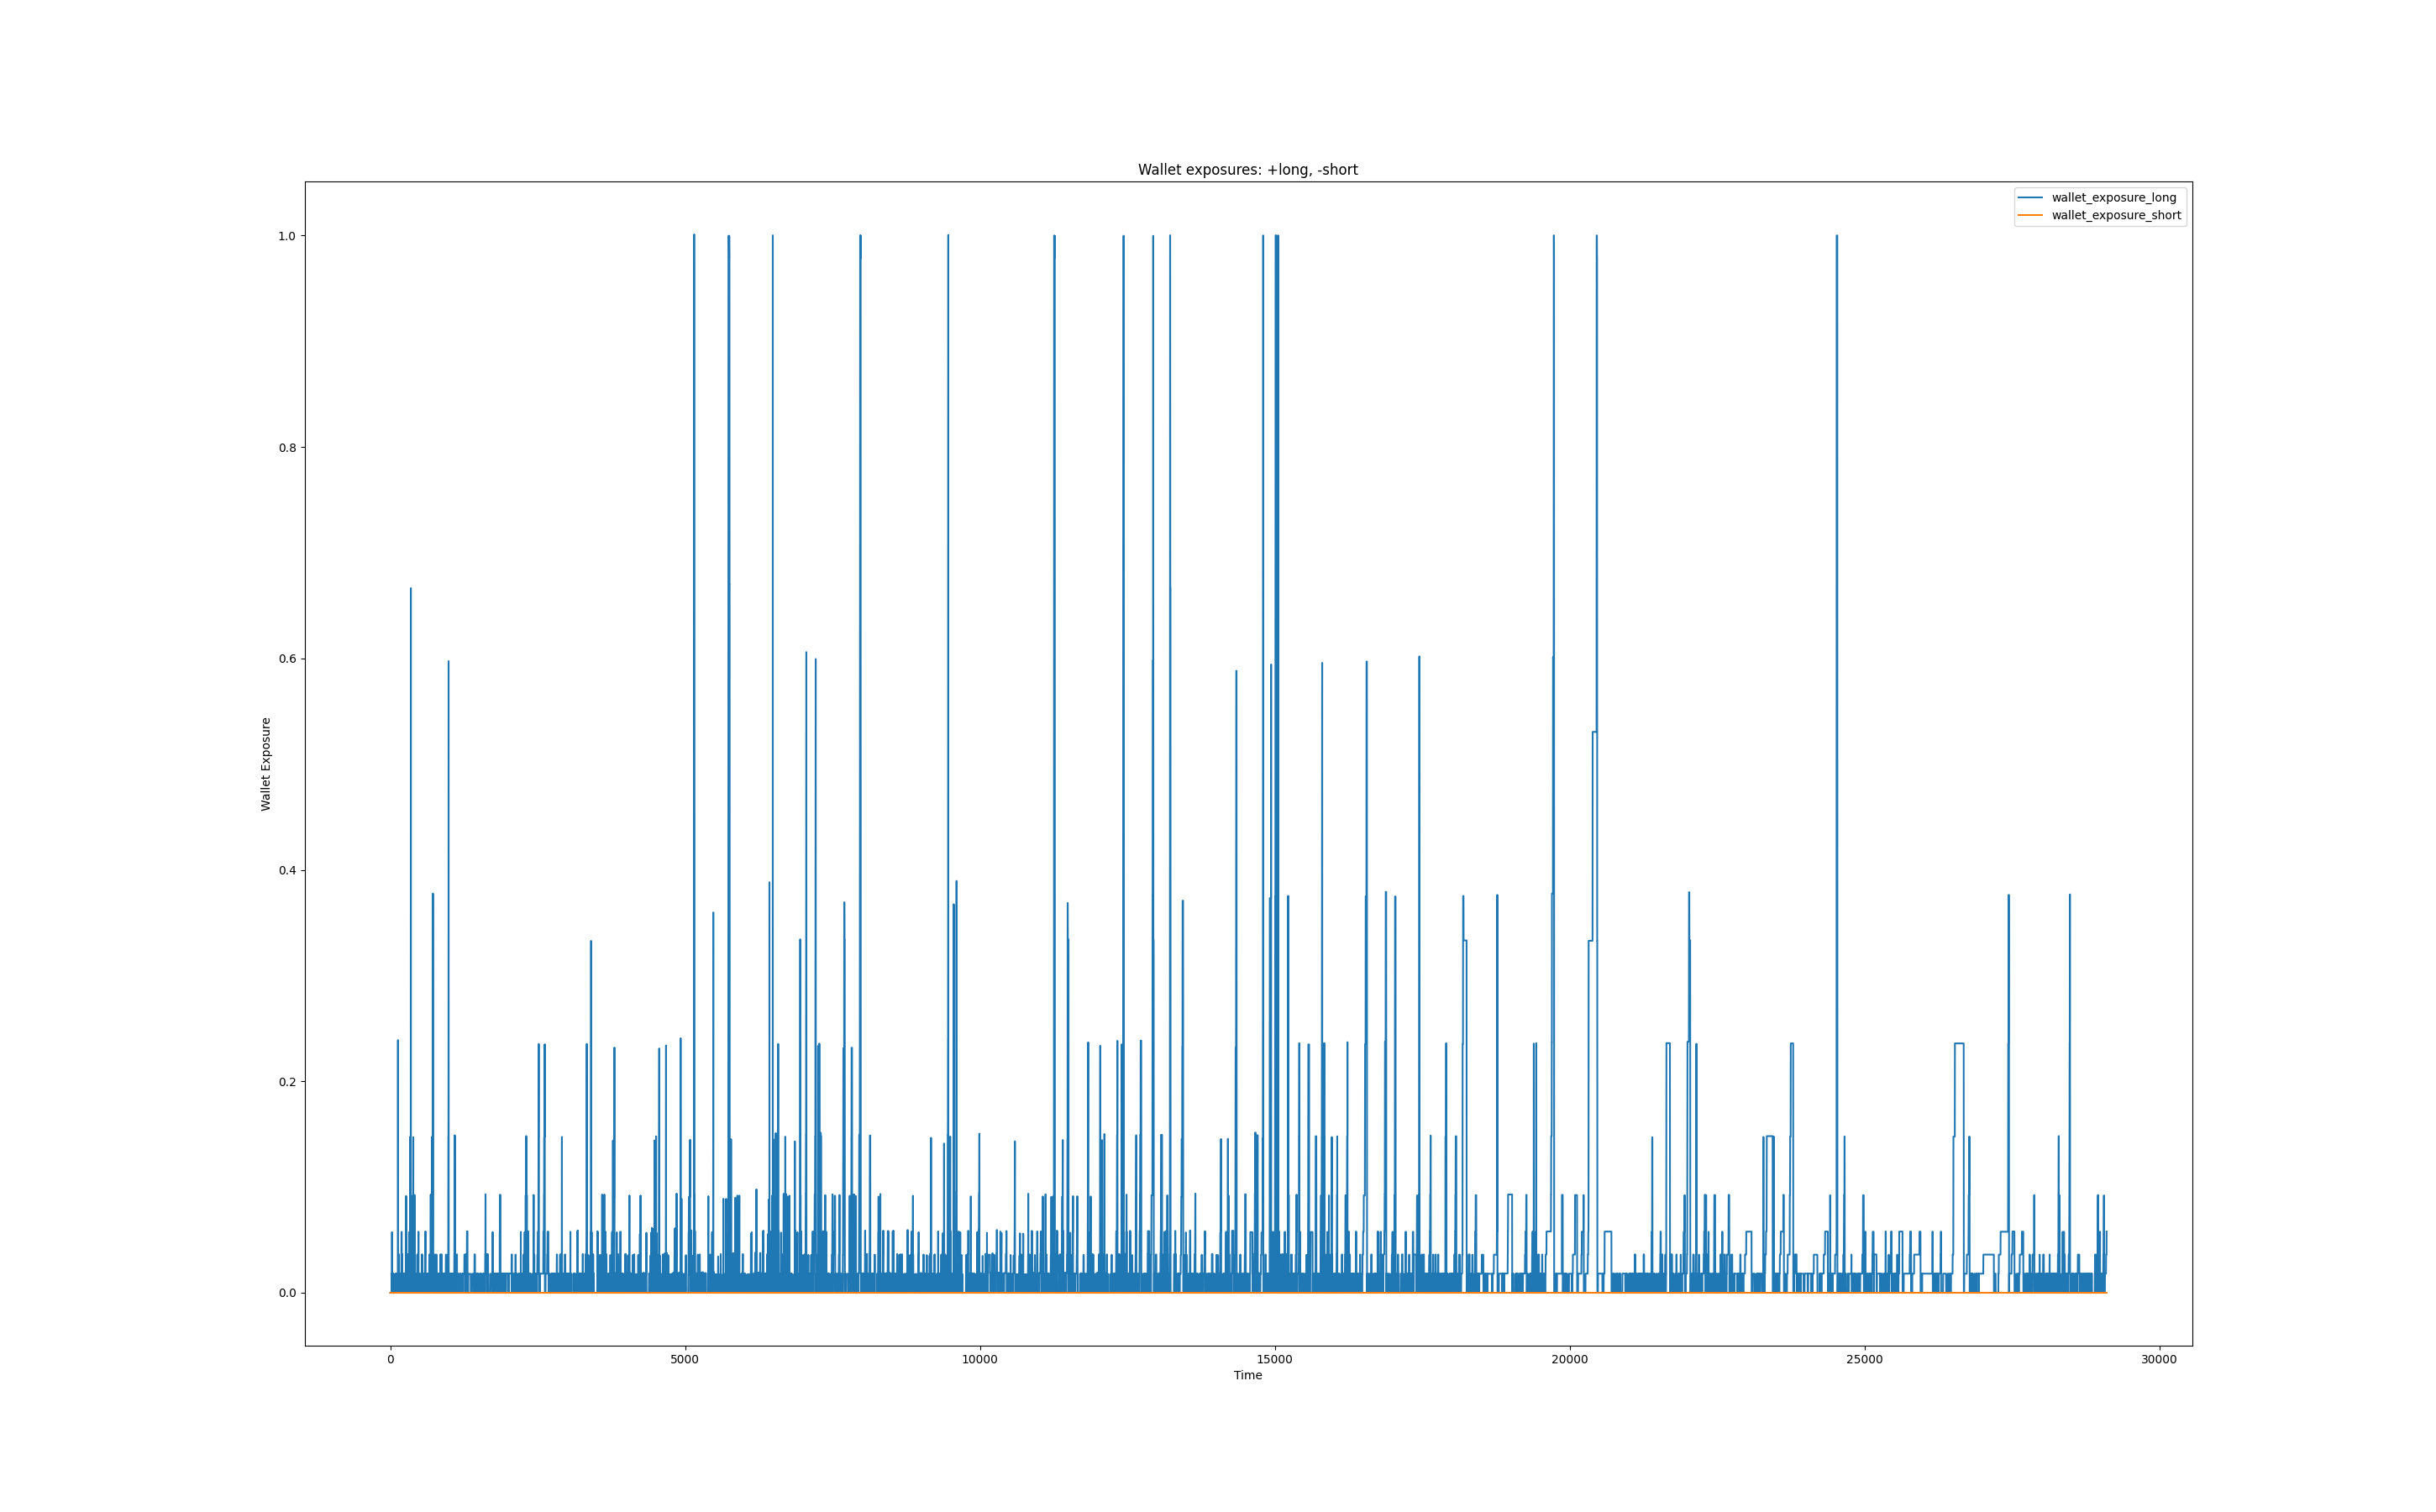 Wallet exposures: +long, -short
wallet_exposure_long
wallet_exposure_short
1.0
0.8
0.6
0.4
0.2
0.0
Wallet Exposure
0 5000 10000 15000 20000 25000 30000
Time